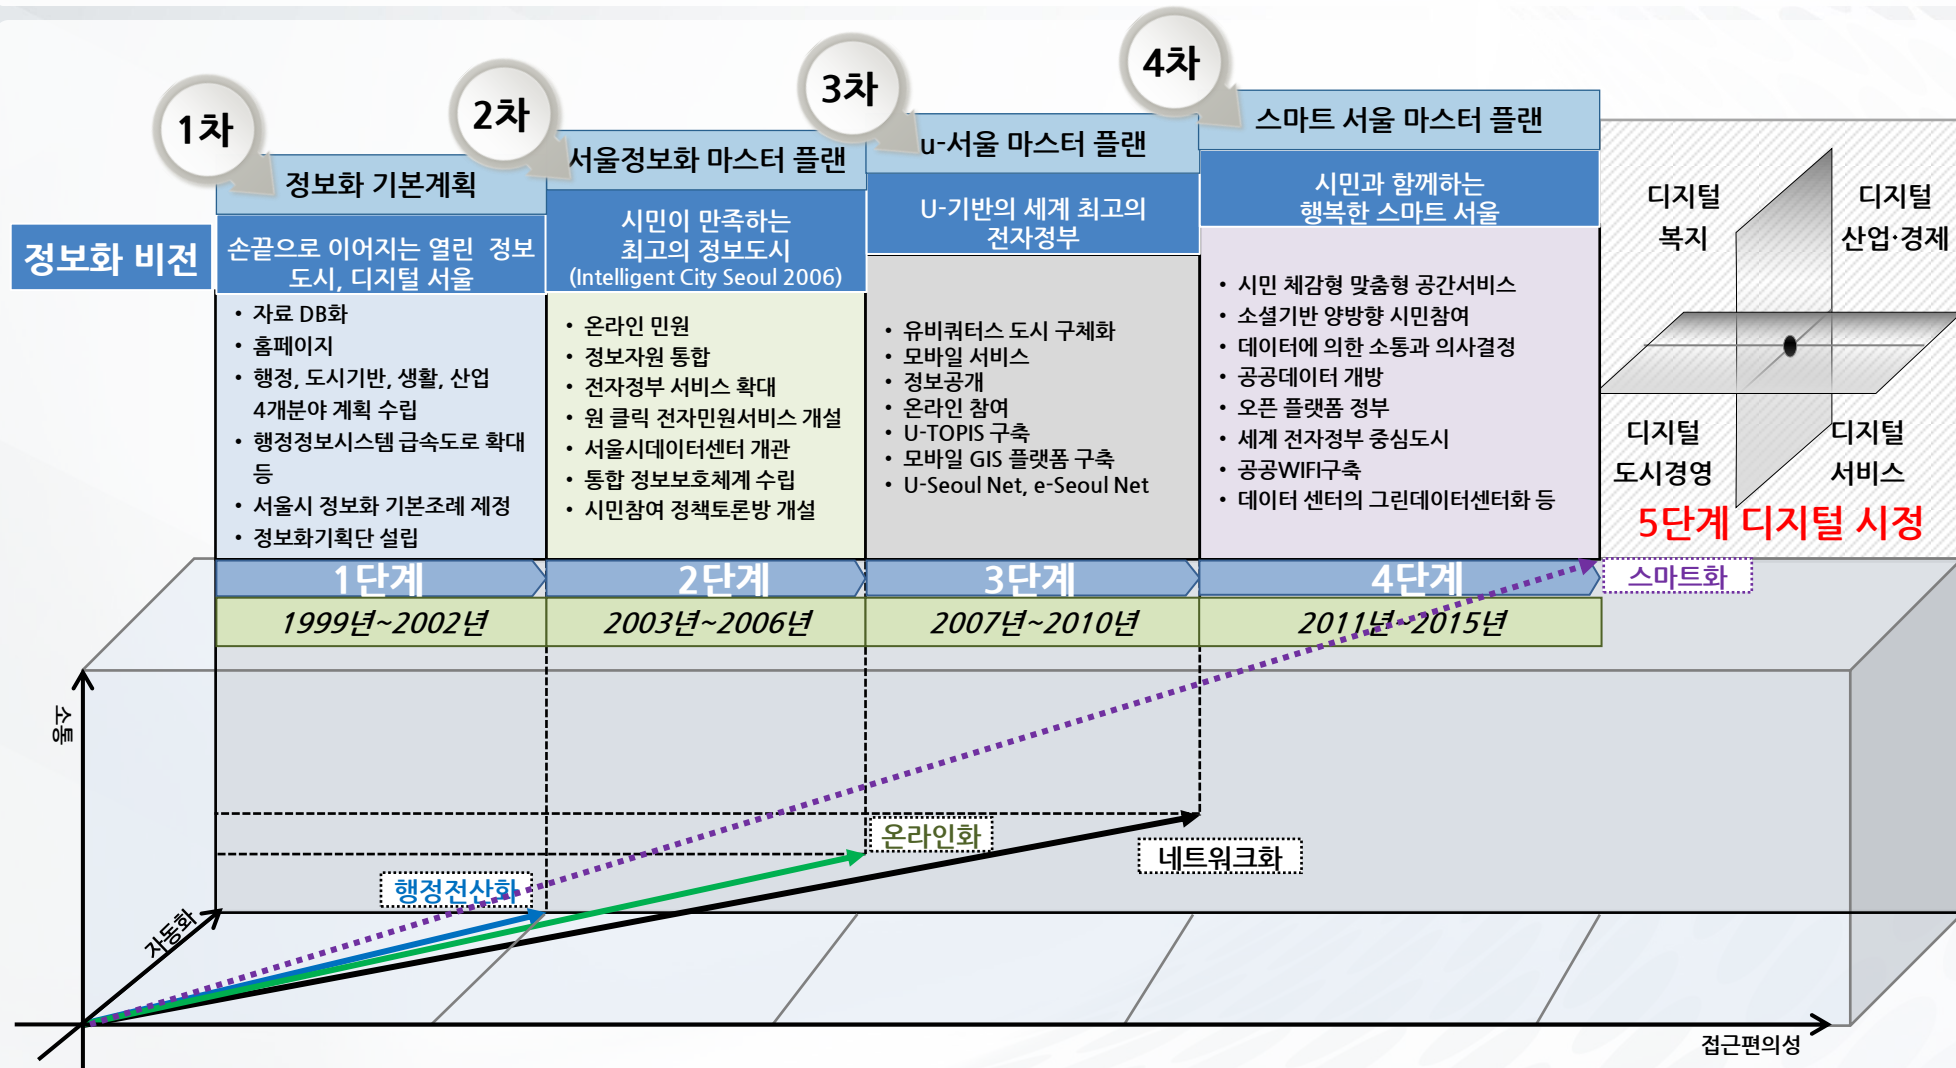 1차
정보화 기본계획
2차
서울정보화 마스터 플랜
3차
u-서울 마스터 플랜
4차
스마트 서울 마스터 플랜
정보화 비전
손끝으로 이어지는 열린 정보
도시, 디지털 서울
시민이 만족하는
최고의 정보도시
(Intelligent City Seoul 2006)
U-기반의 세계 최고의
전자정부
시민과 함께하는
행복한 스마트 서울
• 자료 DB화
• 홈페이지
• 행정, 도시기반, 생활, 산업
4개분야 계획 수립
• 행정정보시스템 급속도로 확대
등
• 서울시 정보화 기본조례 제정
• 정보화기획단 설립
• 온라인 민원
• 정보자원 통합
• 전자정부 서비스 확대
• 원 클릭 전자민원서비스 개설
• 서울시데이터센터 개관
• 통합 정보보호체계 수립
• 시민참여 정책토론방 개설
• 유비쿼터스 도시 구체화
• 모바일 서비스
• 정보공개
• 온라인 참여
• U-TOPIS 구축
• 모바일 GIS 플랫폼 구축
• U-Seoul Net, e-Seoul Net
• 시민 체감형 맞춤형 공간서비스
• 소셜기반 양방향 시민참여
• 데이터에 의한 소통과 의사결정
• 공공데이터 개방
• 오픈 플랫폼 정부
• 세계 전자정부 중심도시
• 공공WIFI구축
• 데이터 센터의 그린데이터센터화 등
디지털
복지
디지털
산업·경제
디지털
도시경영
디지털
서비스
5단계 디지털 시정
1단계
2단계
3단계
4단계
스마트화
1999년~2002년
2003년~2006년
2007년~2010년
2011년~2015년
소통
온라인화
네트워크화
행정전산화
자동화
접근편의성